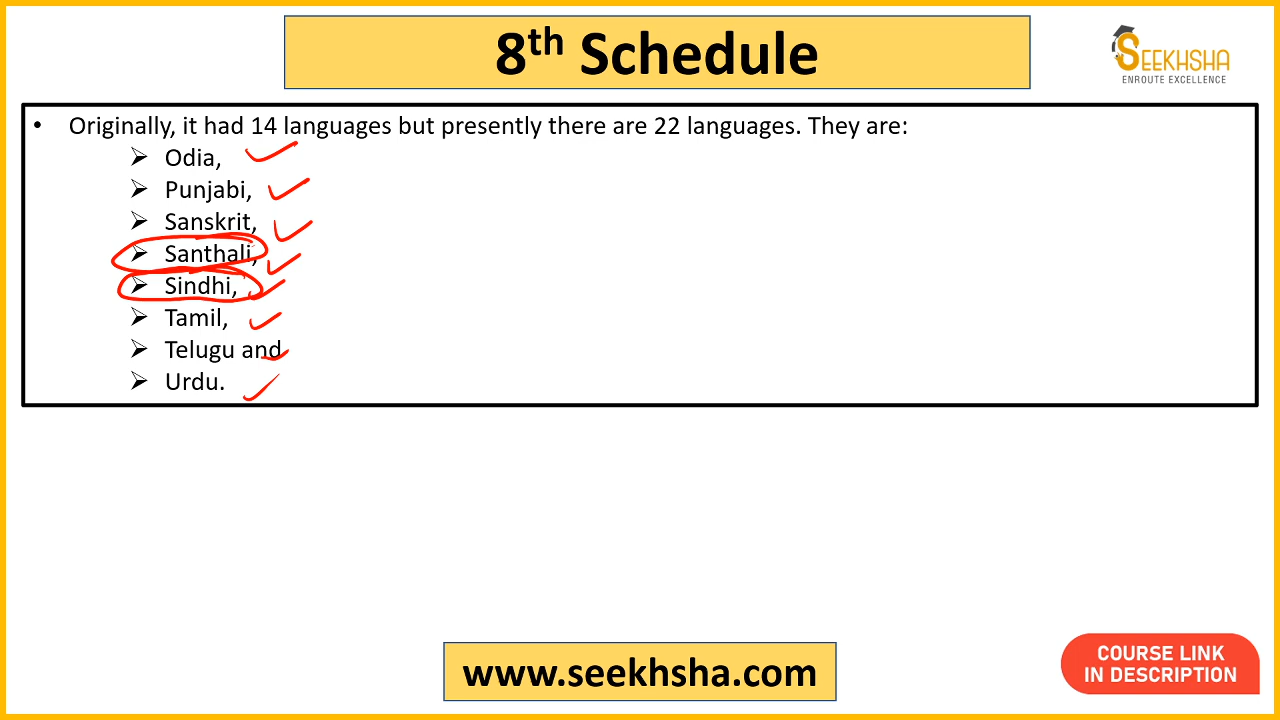 8th Schedule
SEEKHSHA
ENROUTE EXCELLENCE
• Originally, it had 14 languages but presently there are 22 languages. They are:
➢ Odia,
➢ Punjabi,
➢ Sanskrit,
➢ Santhali,
➢ Sindhi,
➢ Tamil,
➢ Telugu and
➢ Urdu.
www.seekhsha.com
COURSE LINK
IN DESCRIPTION